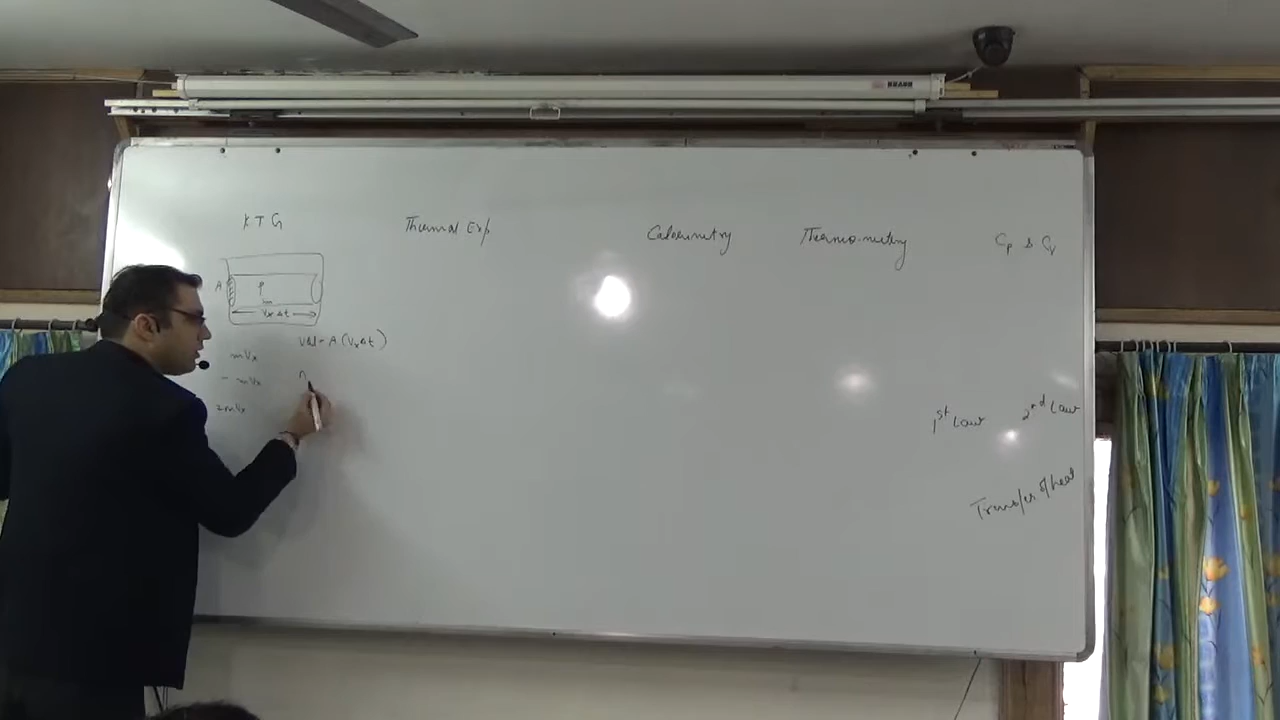 KTG
Thermal Exp
Calorimetry
Thermometry
Cp & Cv
A
Vx Δt
Vol = A (Vx Δt)
mVx
- mVx
2mVx
n
1st Law
2nd Law
Transfer of heat